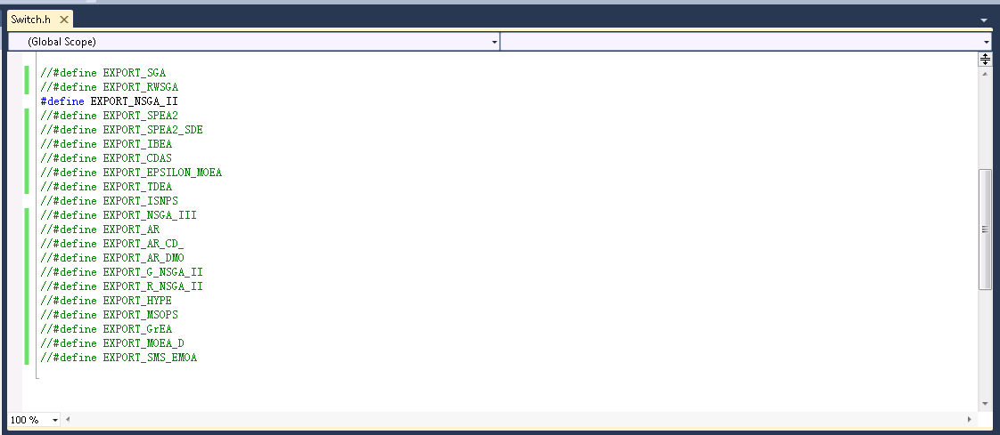 Switch.h
(Global Scope)
//#define EXPORT_SGA
//#define EXPORT_RWSGA
#define EXPORT_NSGA_II
//#define EXPORT_SPEA2
//#define EXPORT_SPEA2_SDE
//#define EXPORT_IBEA
//#define EXPORT_CDAS
//#define EXPORT_EPSILON_MOEA
//#define EXPORT_TDEA
//#define EXPORT_ISNPS
//#define EXPORT_NSGA_III
//#define EXPORT_AR
//#define EXPORT_AR_CD_
//#define EXPORT_AR_DMO
//#define EXPORT_G_NSGA_II
//#define EXPORT_R_NSGA_II
//#define EXPORT_HYPE
//#define EXPORT_MSOPS
//#define EXPORT_GrEA
//#define EXPORT_MOEA_D
//#define EXPORT_SMS_EMOA
100 %